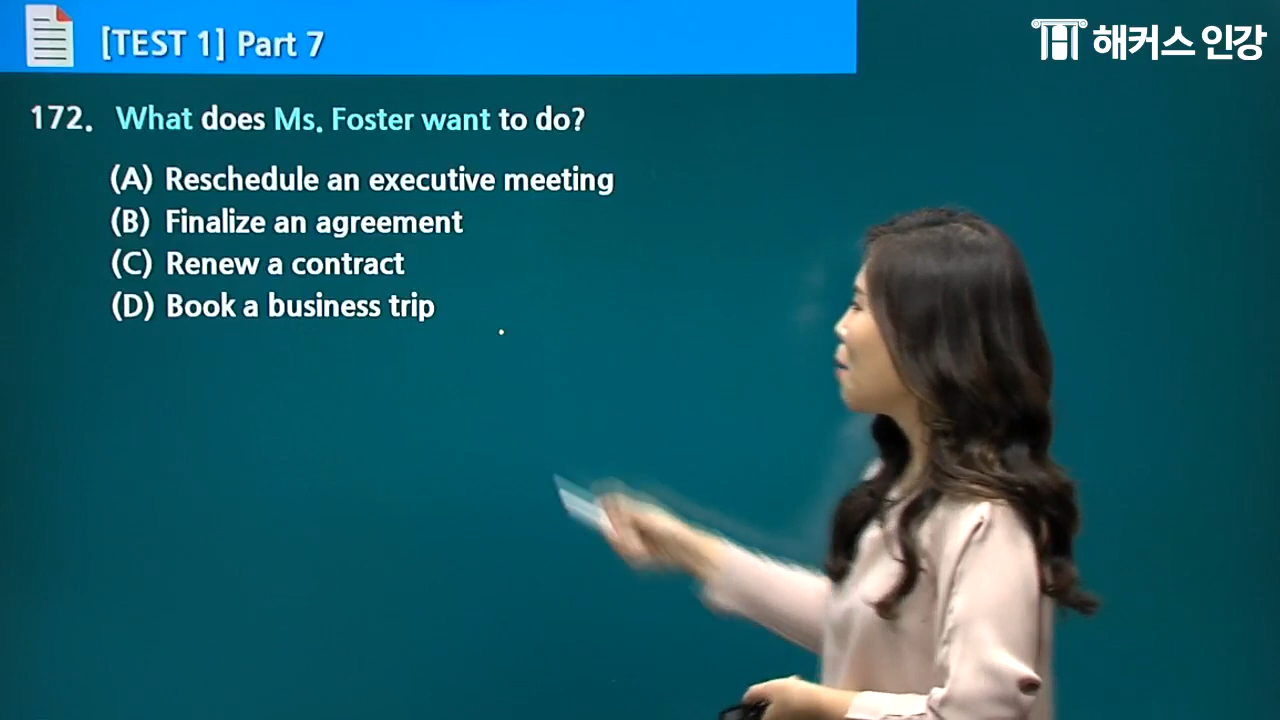 [TEST 1] Part 7
해커스 인강
172. What does Ms. Foster want to do?
(A) Reschedule an executive meeting
(B) Finalize an agreement
(C) Renew a contract
(D) Book a business trip